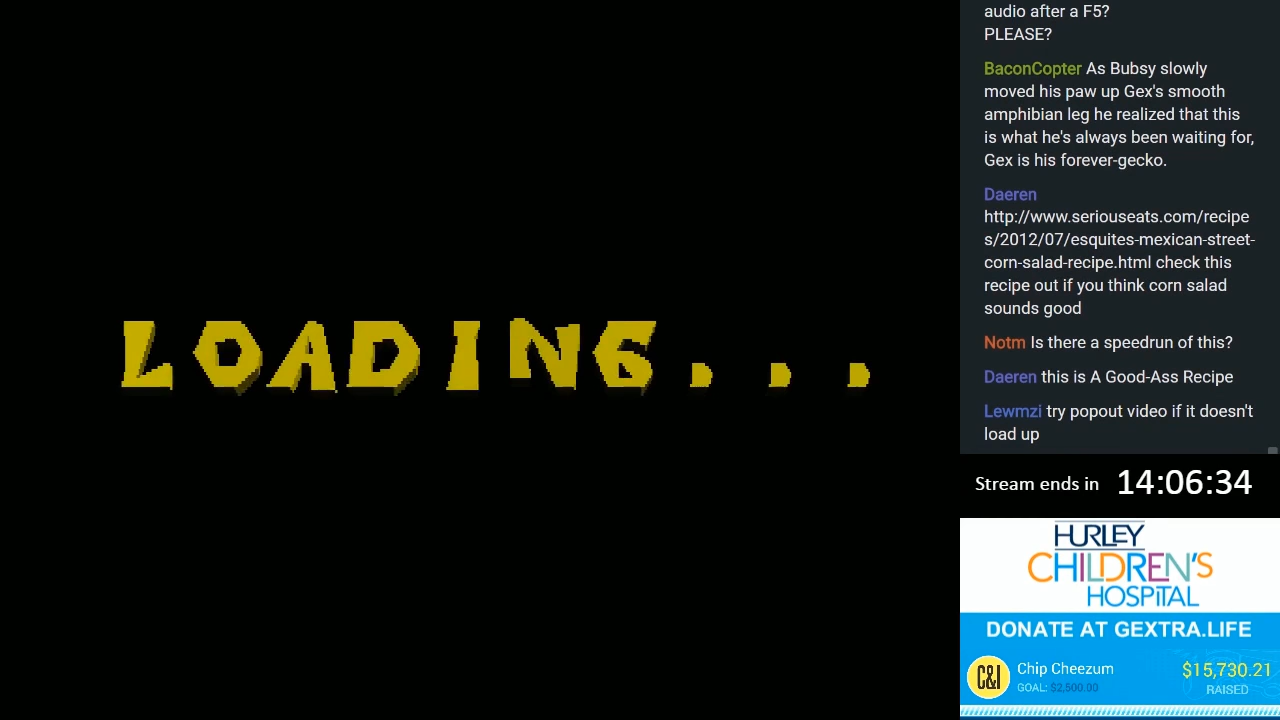 LOADING...
audio after a F5?
PLEASE?
BaconCopter As Bubsy slowly
moved his paw up Gex's smooth
amphibian leg he realized that this
is what he's always been waiting for,
Gex is his forever-gecko.
Daeren
http://www.seriouseats.com/recipe
s/2012/07/esquites-mexican-street-
corn-salad-recipe.html check this
recipe out if you think corn salad
sounds good
Notm Is there a speedrun of this?
Daeren this is A Good-Ass Recipe
Lewmzi try popout video if it doesn't
load up
Stream ends in 14:06:34
HURLEY
CHILDREN'S
HOSPITAL
DONATE AT GEXTRA.LIFE
C&I
Chip Cheezum $15,730.21
GOAL: $2,500.00 RAISED